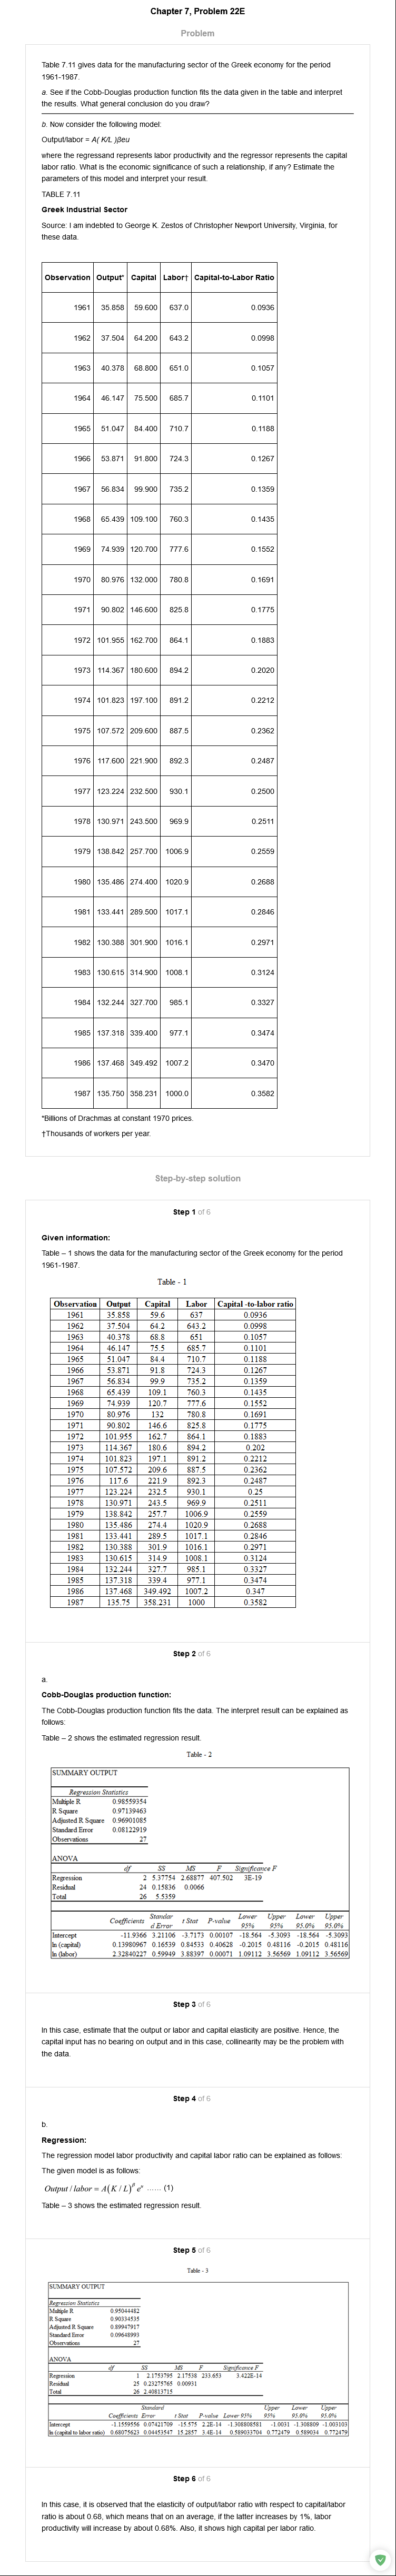 Chapter 7, Problem 22E
Problem
Table 7.11 gives data for the manufacturing sector of the Greek economy for the period
1961-1987.
a. See if the Cobb-Douglas production function fits the data given in the table and interpret
the results. What general conclusion do you draw?
b. Now consider the following model:
Output/labor = A( K/L )βeu
where the regressand represents labor productivity and the regressor represents the capital
labor ratio. What is the economic significance of such a relationship, if any? Estimate the
parameters of this model and interpret your result.
TABLE 7.11
Greek Industrial Sector
Source: I am indebted to George K. Zestos of Christopher Newport University, Virginia, for
these data.
Observation Output* Capital Labor† Capital-to-Labor Ratio
1961 35.858 59.600 637.0 0.0936
1962 37.504 64.200 643.2 0.0998
1963 40.378 68.800 651.0 0.1057
1964 46.147 75.500 685.7 0.1101
1965 51.047 84.400 710.7 0.1188
1966 53.871 91.800 724.3 0.1267
1967 56.834 99.900 735.2 0.1359
1968 65.439 109.100 760.3 0.1435
1969 74.939 120.700 777.6 0.1552
1970 80.976 132.000 780.8 0.1691
1971 90.802 146.600 825.8 0.1775
1972 101.955 162.700 864.1 0.1883
1973 114.367 180.600 894.2 0.2020
1974 101.823 197.100 891.2 0.2212
1975 107.572 209.600 887.5 0.2362
1976 117.600 221.900 892.3 0.2487
1977 123.224 232.500 930.1 0.2500
1978 130.971 243.500 969.9 0.2511
1979 138.842 257.700 1006.9 0.2559
1980 135.486 274.400 1020.9 0.2688
1981 133.441 289.500 1017.1 0.2846
1982 130.388 301.900 1016.1 0.2971
1983 130.615 314.900 1008.1 0.3124
1984 132.244 327.700 985.1 0.3327
1985 137.318 339.400 977.1 0.3474
1986 137.468 349.492 1007.2 0.3470
1987 135.750 358.231 1000.0 0.3582
*Billions of Drachmas at constant 1970 prices.
†Thousands of workers per year.
Step-by-step solution
Step 1 of 6
Given information:
Table – 1 shows the data for the manufacturing sector of the Greek economy for the period
1961-1987.
Table - 1
Observation Output Capital Labor Capital -to-labor ratio
1961 35.858 59.6 637 0.0936
1962 37.504 64.2 643.2 0.0998
1963 40.378 68.8 651 0.1057
1964 46.147 75.5 685.7 0.1101
1965 51.047 84.4 710.7 0.1188
1966 53.871 91.8 724.3 0.1267
1967 56.834 99.9 735.2 0.1359
1968 65.439 109.1 760.3 0.1435
1969 74.939 120.7 777.6 0.1552
1970 80.976 132 780.8 0.1691
1971 90.802 146.6 825.8 0.1775
1972 101.955 162.7 864.1 0.1883
1973 114.367 180.6 894.2 0.202
1974 101.823 197.1 891.2 0.2212
1975 107.572 209.6 887.5 0.2362
1976 117.6 221.9 892.3 0.2487
1977 123.224 232.5 930.1 0.25
1978 130.971 243.5 969.9 0.2511
1979 138.842 257.7 1006.9 0.2559
1980 135.486 274.4 1020.9 0.2688
1981 133.441 289.5 1017.1 0.2846
1982 130.388 301.9 1016.1 0.2971
1983 130.615 314.9 1008.1 0.3124
1984 132.244 327.7 985.1 0.3327
1985 137.318 339.4 977.1 0.3474
1986 137.468 349.492 1007.2 0.347
1987 135.75 358.231 1000 0.3582
Step 2 of 6
a.
Cobb-Douglas production function:
The Cobb-Douglas production function fits the data. The interpret result can be explained as
follows:
Table – 2 shows the estimated regression result.
Table - 2
SUMMARY OUTPUT
Regression Statistics
Multiple R 0.98559354
R Square 0.97139463
Adjusted R Square 0.96901085
Standard Error 0.08122919
Observations 27
ANOVA
df SS MS F Significance F
Regression 2 5.37754 2.68877 407.502 3E-19
Residual 24 0.15836 0.0066
Total 26 5.5359
Coefficients Standar d Error t Stat P-value Lower 95% Upper 95% Lower 95.0% Upper 95.0%
Intercept -11.9366 3.21106 -3.7173 0.00107 -18.564 -5.3093 -18.564 -5.3093
ln (capital) 0.13980967 0.16539 0.84533 0.40628 -0.2015 0.48116 -0.2015 0.48116
ln (labor) 2.32840227 0.59949 3.88397 0.00071 1.09112 3.56569 1.09112 3.56569
Step 3 of 6
In this case, estimate that the output or labor and capital elasticity are positive. Hence, the
capital input has no bearing on output and in this case, collinearity may be the problem with
the data.
Step 4 of 6
b.
Regression:
The regression model labor productivity and capital labor ratio can be explained as follows:
The given model is as follows:
Output / labor = A(K / L)^β e^u ...... (1)
Table – 3 shows the estimated regression result.
Step 5 of 6
Table - 3
SUMMARY OUTPUT
Regression Statistics
Multiple R 0.95044482
R Square 0.90334535
Adjusted R Square 0.89947917
Standard Error 0.09648993
Observations 27
ANOVA
df SS MS F Significance F
Regression 1 2.1753795 2.17538 233.653 3.422E-14
Residual 25 0.23275765 0.00931
Total 26 2.40813715
Coefficients Standard Error t Stat P-value Lower 95% Upper 95% Lower 95.0% Upper 95.0%
Intercept -1.1559556 0.07421709 -15.575 2.2E-14 -1.308808581 -1.0031 -1.308809 -1.003103
ln (capital to labor ratio) 0.68075623 0.04453547 15.2857 3.4E-14 0.589033704 0.772479 0.589034 0.772479
Step 6 of 6
In this case, it is observed that the elasticity of output/labor ratio with respect to capital/labor
ratio is about 0.68, which means that on an average, if the latter increases by 1%, labor
productivity will increase by about 0.68%. Also, it shows high capital per labor ratio.